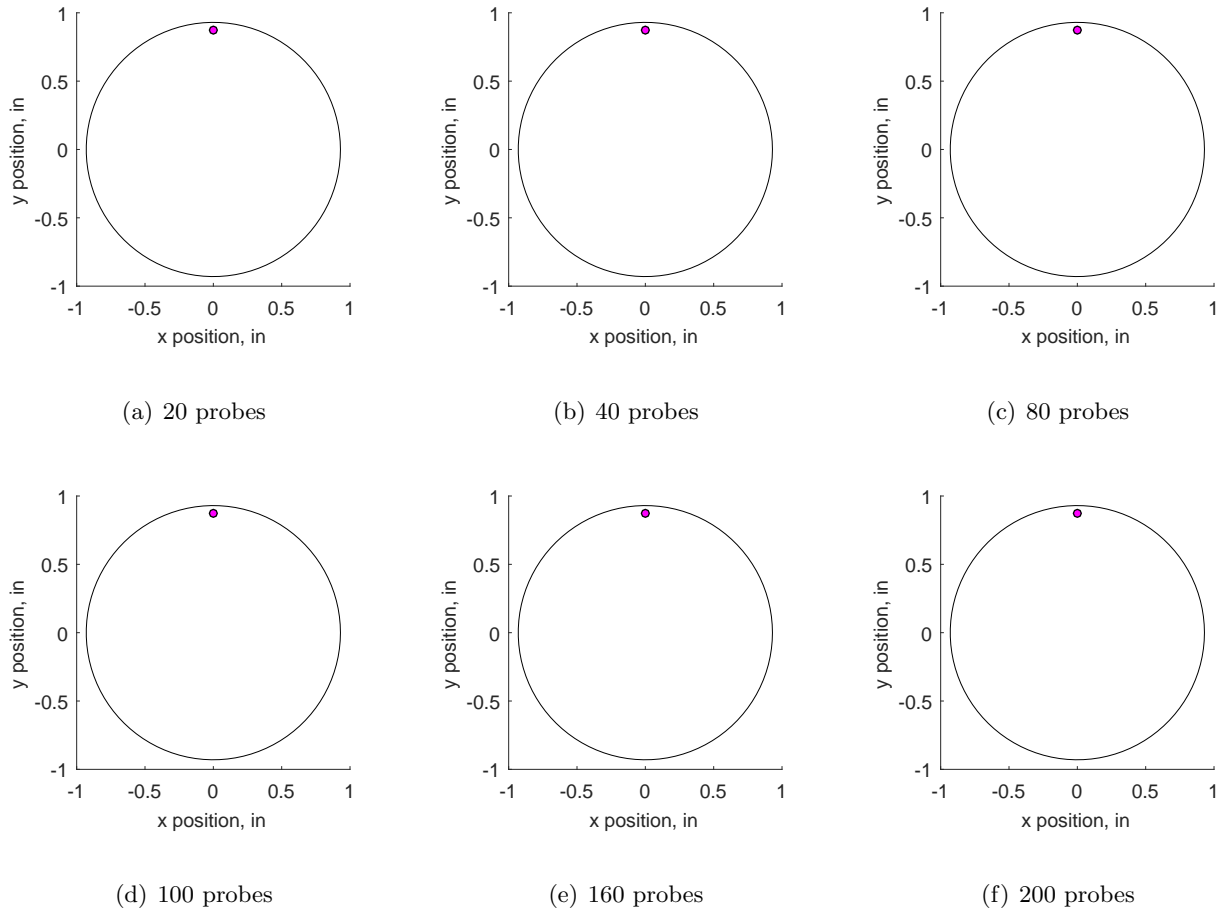 1 1 1
0.5 0.5 0.5
0 0 0
-0.5 -0.5 -0.5
-1 -1 -1
-1 -0.5 0 0.5 1 -1 -0.5 0 0.5 1 -1 -0.5 0 0.5 1
x position, in x position, in x position, in
y position, in y position, in y position, in
(a) 20 probes (b) 40 probes (c) 80 probes
1 1 1
0.5 0.5 0.5
0 0 0
-0.5 -0.5 -0.5
-1 -1 -1
-1 -0.5 0 0.5 1 -1 -0.5 0 0.5 1 -1 -0.5 0 0.5 1
x position, in x position, in x position, in
y position, in y position, in y position, in
(d) 100 probes (e) 160 probes (f) 200 probes